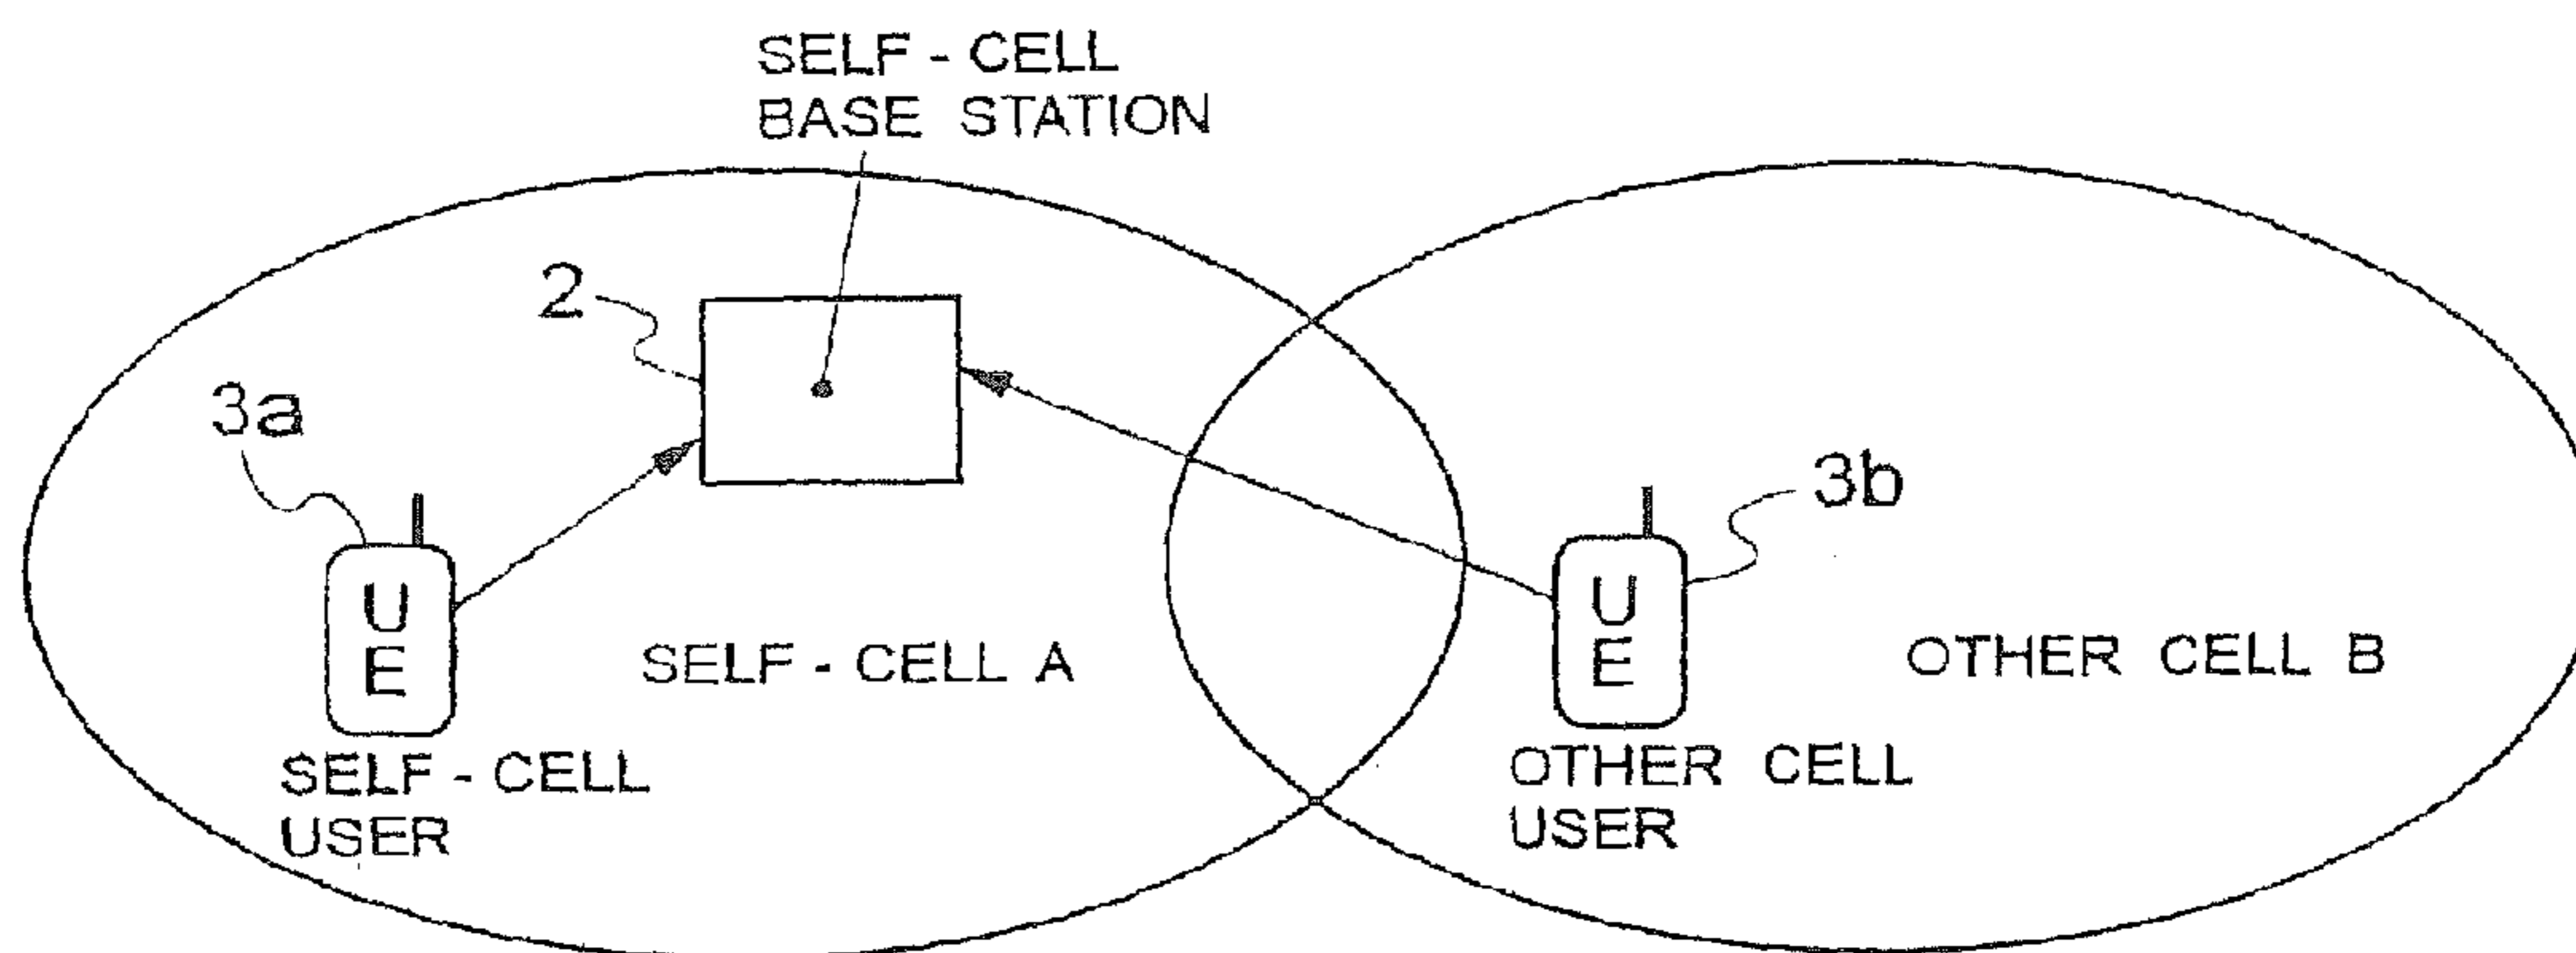 SELF - CELL
BASE STATION
2
3a
3b
U
E
U
E
SELF - CELL A
OTHER CELL B
SELF - CELL
USER
OTHER CELL
USER